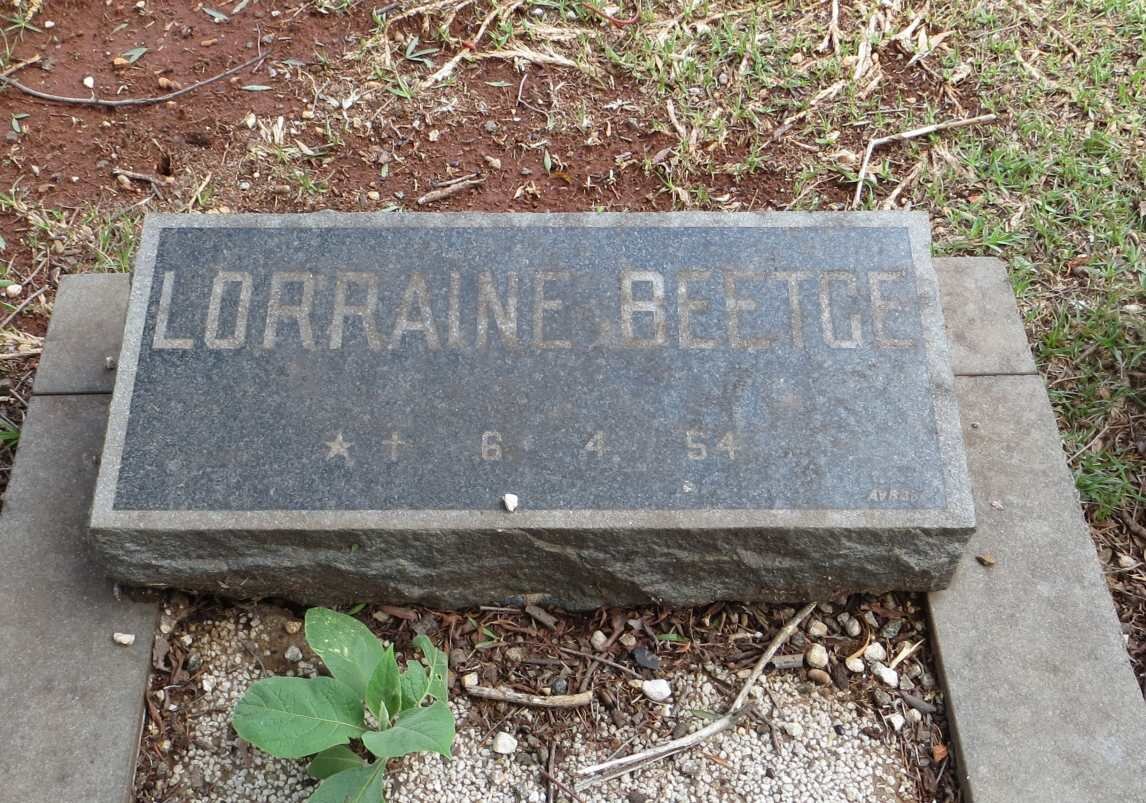 LORRAINE BEETGE
★ † 6. 4. 54